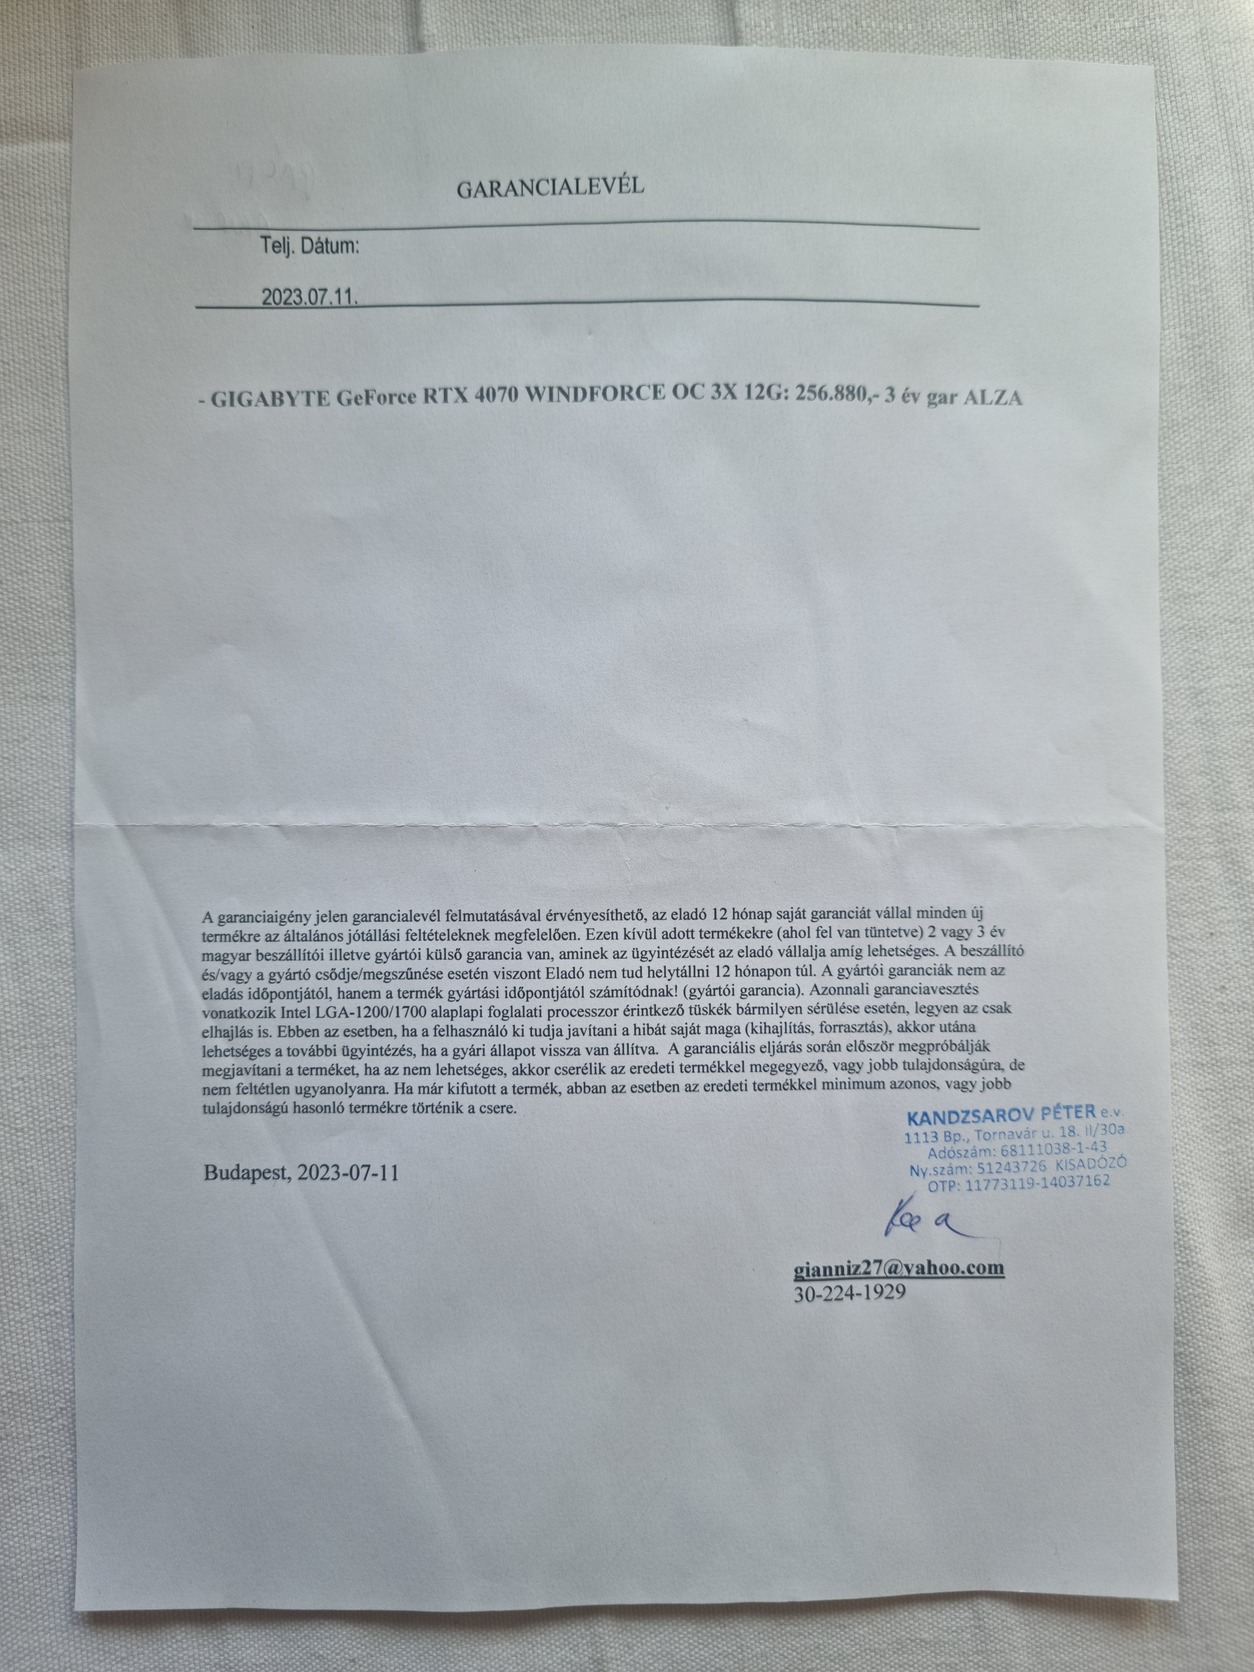 GARANCIALEVÉL
Telj. Dátum:
2023.07.11.
- GIGABYTE GeForce RTX 4070 WINDFORCE OC 3X 12G: 256.880,- 3 év gar ALZA
A garanciaigény jelen garancialevél felmutatásával érvényesíthető, az eladó 12 hónap saját garanciát vállal minden új
termékre az általános jótállási feltételeknek megfelelően. Ezen kívül adott termékekre (ahol fel van tüntetve) 2 vagy 3 év
magyar beszállítói illetve gyártói külső garancia van, aminek az ügyintézését az eladó vállalja amíg lehetséges. A beszállító
és/vagy a gyártó csődje/megszűnése esetén viszont Eladó nem tud helytállni 12 hónapon túl. A gyártói garanciák nem az
eladás időpontjától, hanem a termék gyártási időpontjától számítódnak! (gyártói garancia). Azonnali garanciavesztés
vonatkozik Intel LGA-1200/1700 alaplapi foglalati processzor érintkező tüskék bármilyen sérülése esetén, legyen az csak
elhajlás is. Ebben az esetben, ha a felhasználó ki tudja javítani a hibát saját maga (kihajlítás, forrasztás), akkor utána
lehetséges a további ügyintézés, ha a gyári állapot vissza van állítva.  A garanciális eljárás során először megpróbálják
megjavítani a terméket, ha az nem lehetséges, akkor cserélik az eredeti termékkel megegyező, vagy jobb tulajdonságúra, de
nem feltétlen ugyanolyanra. Ha már kifutott a termék, abban az esetben az eredeti termékkel minimum azonos, vagy jobb
tulajdonságú hasonló termékre történik a csere.
KANDZSAROV PÉTER e.v.
1113 Bp., Tornavár u. 18. II/30a
Adószám: 68111038-1-43
Ny.szám: 51243726 KISADÓZÓ
OTP: 11773119-14037162
Budapest, 2023-07-11
gianniz27@yahoo.com
30-224-1929